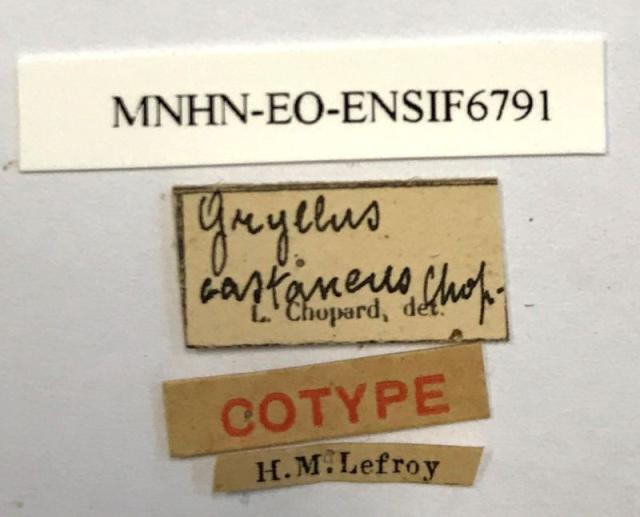 MNHN-EO-ENSIF6791
Gryllus
castaneus Chop.
L. Chopard, det.
COTYPE
H.M.Lefroy